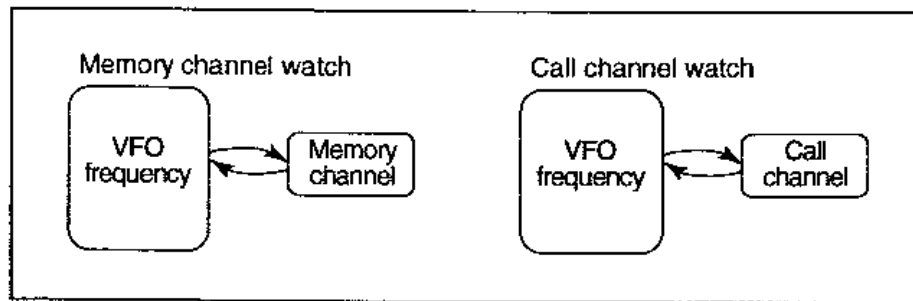 Memory channel watch
VFO
frequency
Memory
channel
Call channel watch
VFO
frequency
Call
channel